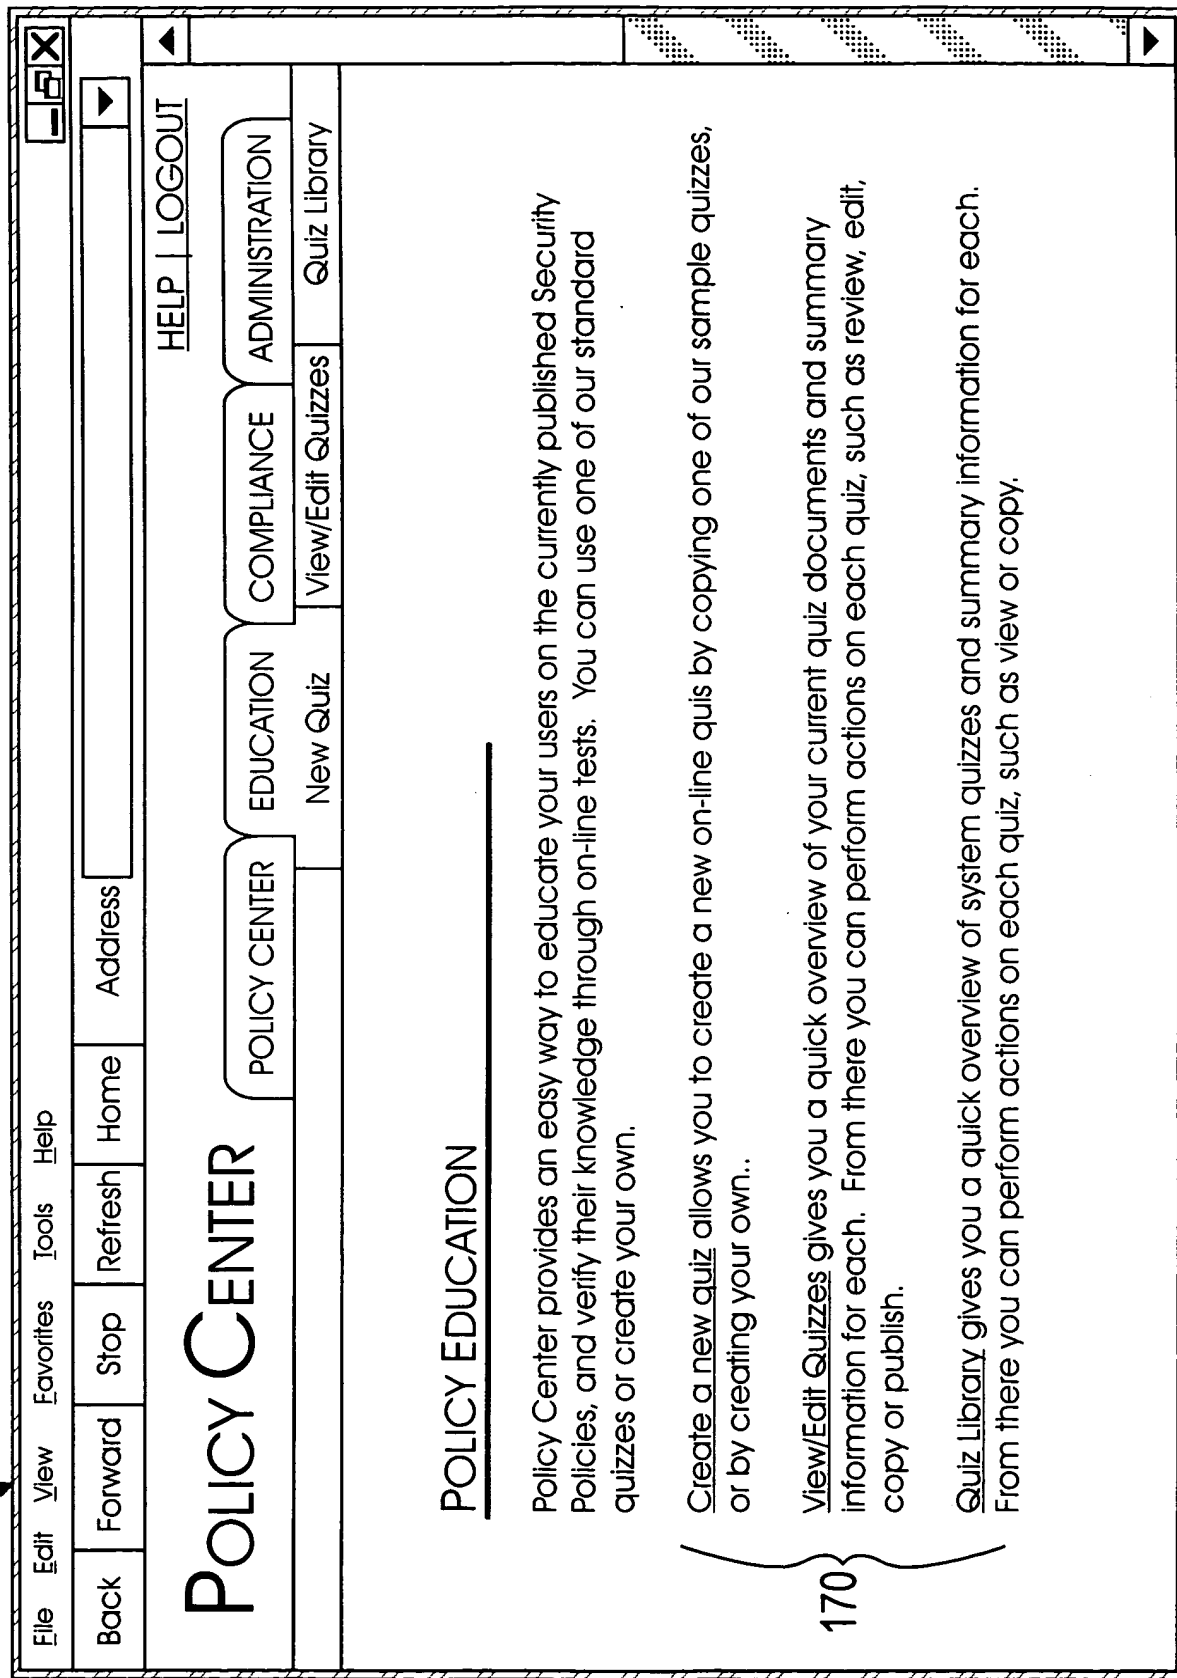 File Edit View Favorites Tools Help
Back Forward Stop Refresh Home Address
HELP | LOGOUT
POLICY CENTER
POLICY CENTER EDUCATION COMPLIANCE ADMINISTRATION
New Quiz View/Edit Quizzes Quiz Library
POLICY EDUCATION
Policy Center provides an easy way to educate your users on the currently published Security
Policies, and verify their knowledge through on-line tests. You can use one of our standard
quizzes or create your own.
Create a new quiz allows you to create a new on-line quis by copying one of our sample quizzes,
or by creating your own..
View/Edit Quizzes gives you a quick overview of your current quiz documents and summary
information for each. From there you can perform actions on each quiz, such as review, edit,
copy or publish.
Quiz Library gives you a quick overview of system quizzes and summary information for each.
From there you can perform actions on each quiz, such as view or copy.
170